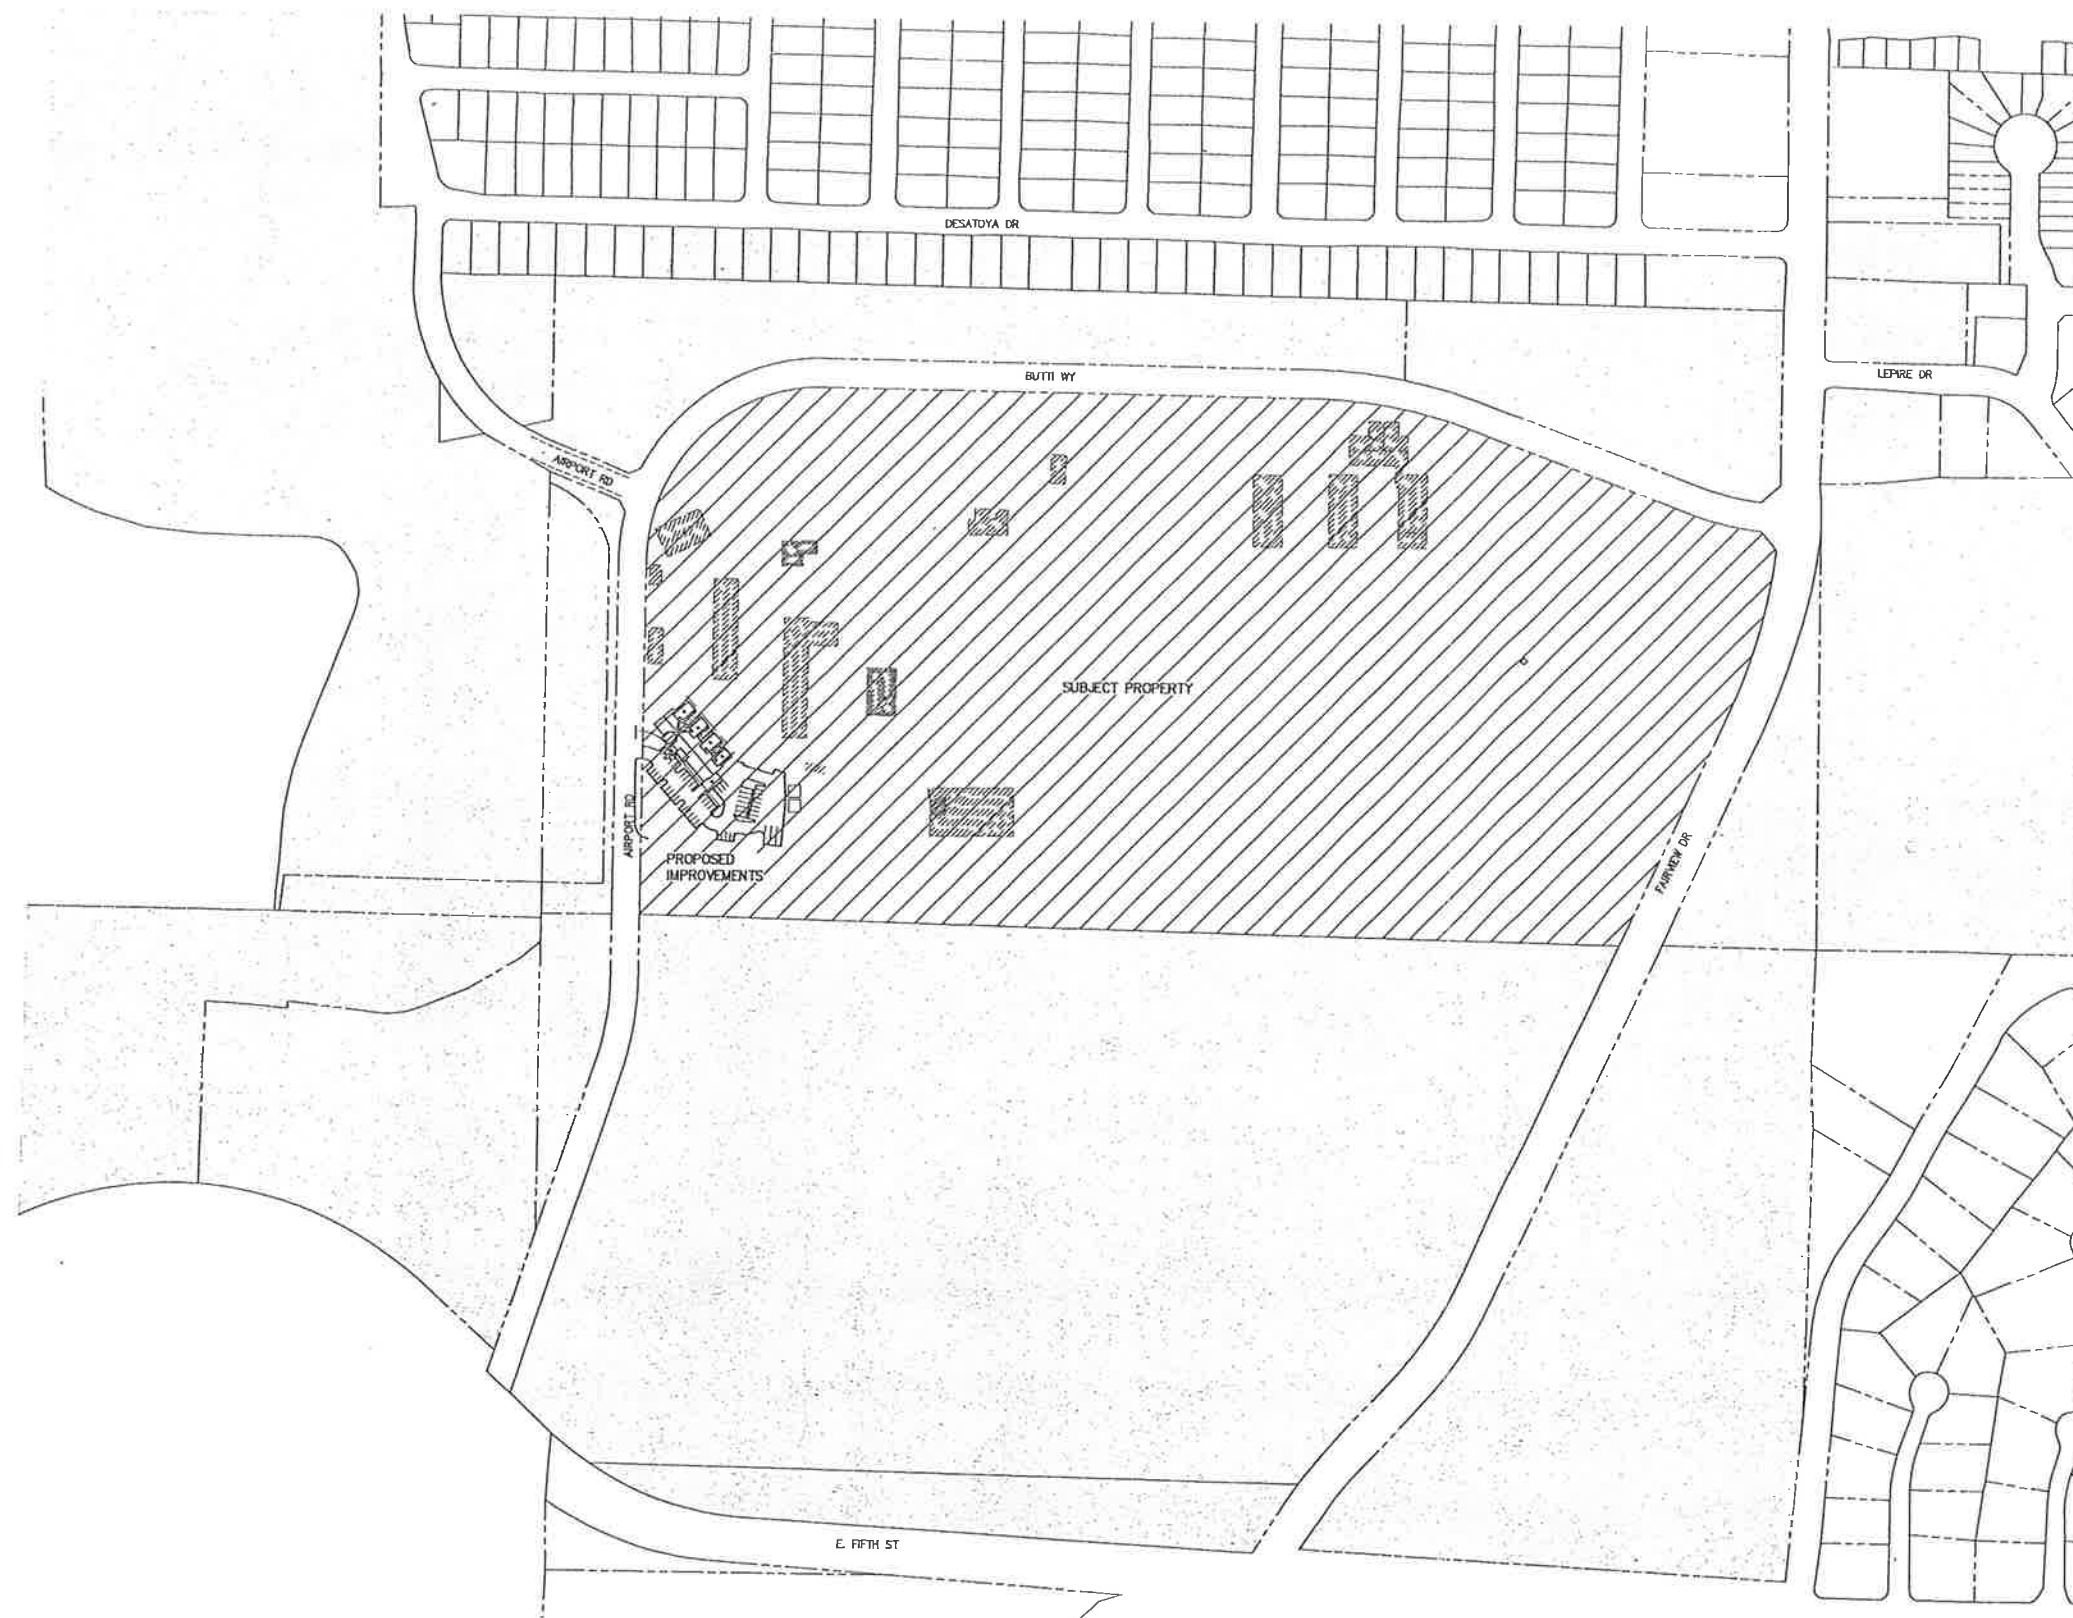 DESATOYA DR
BUTTI WY
LEPIRE DR
AIRPORT RD
SUBJECT PROPERTY
AIRPORT RD
FAIRVIEW DR
PROPOSED
IMPROVEMENTS
E. FIFTH ST